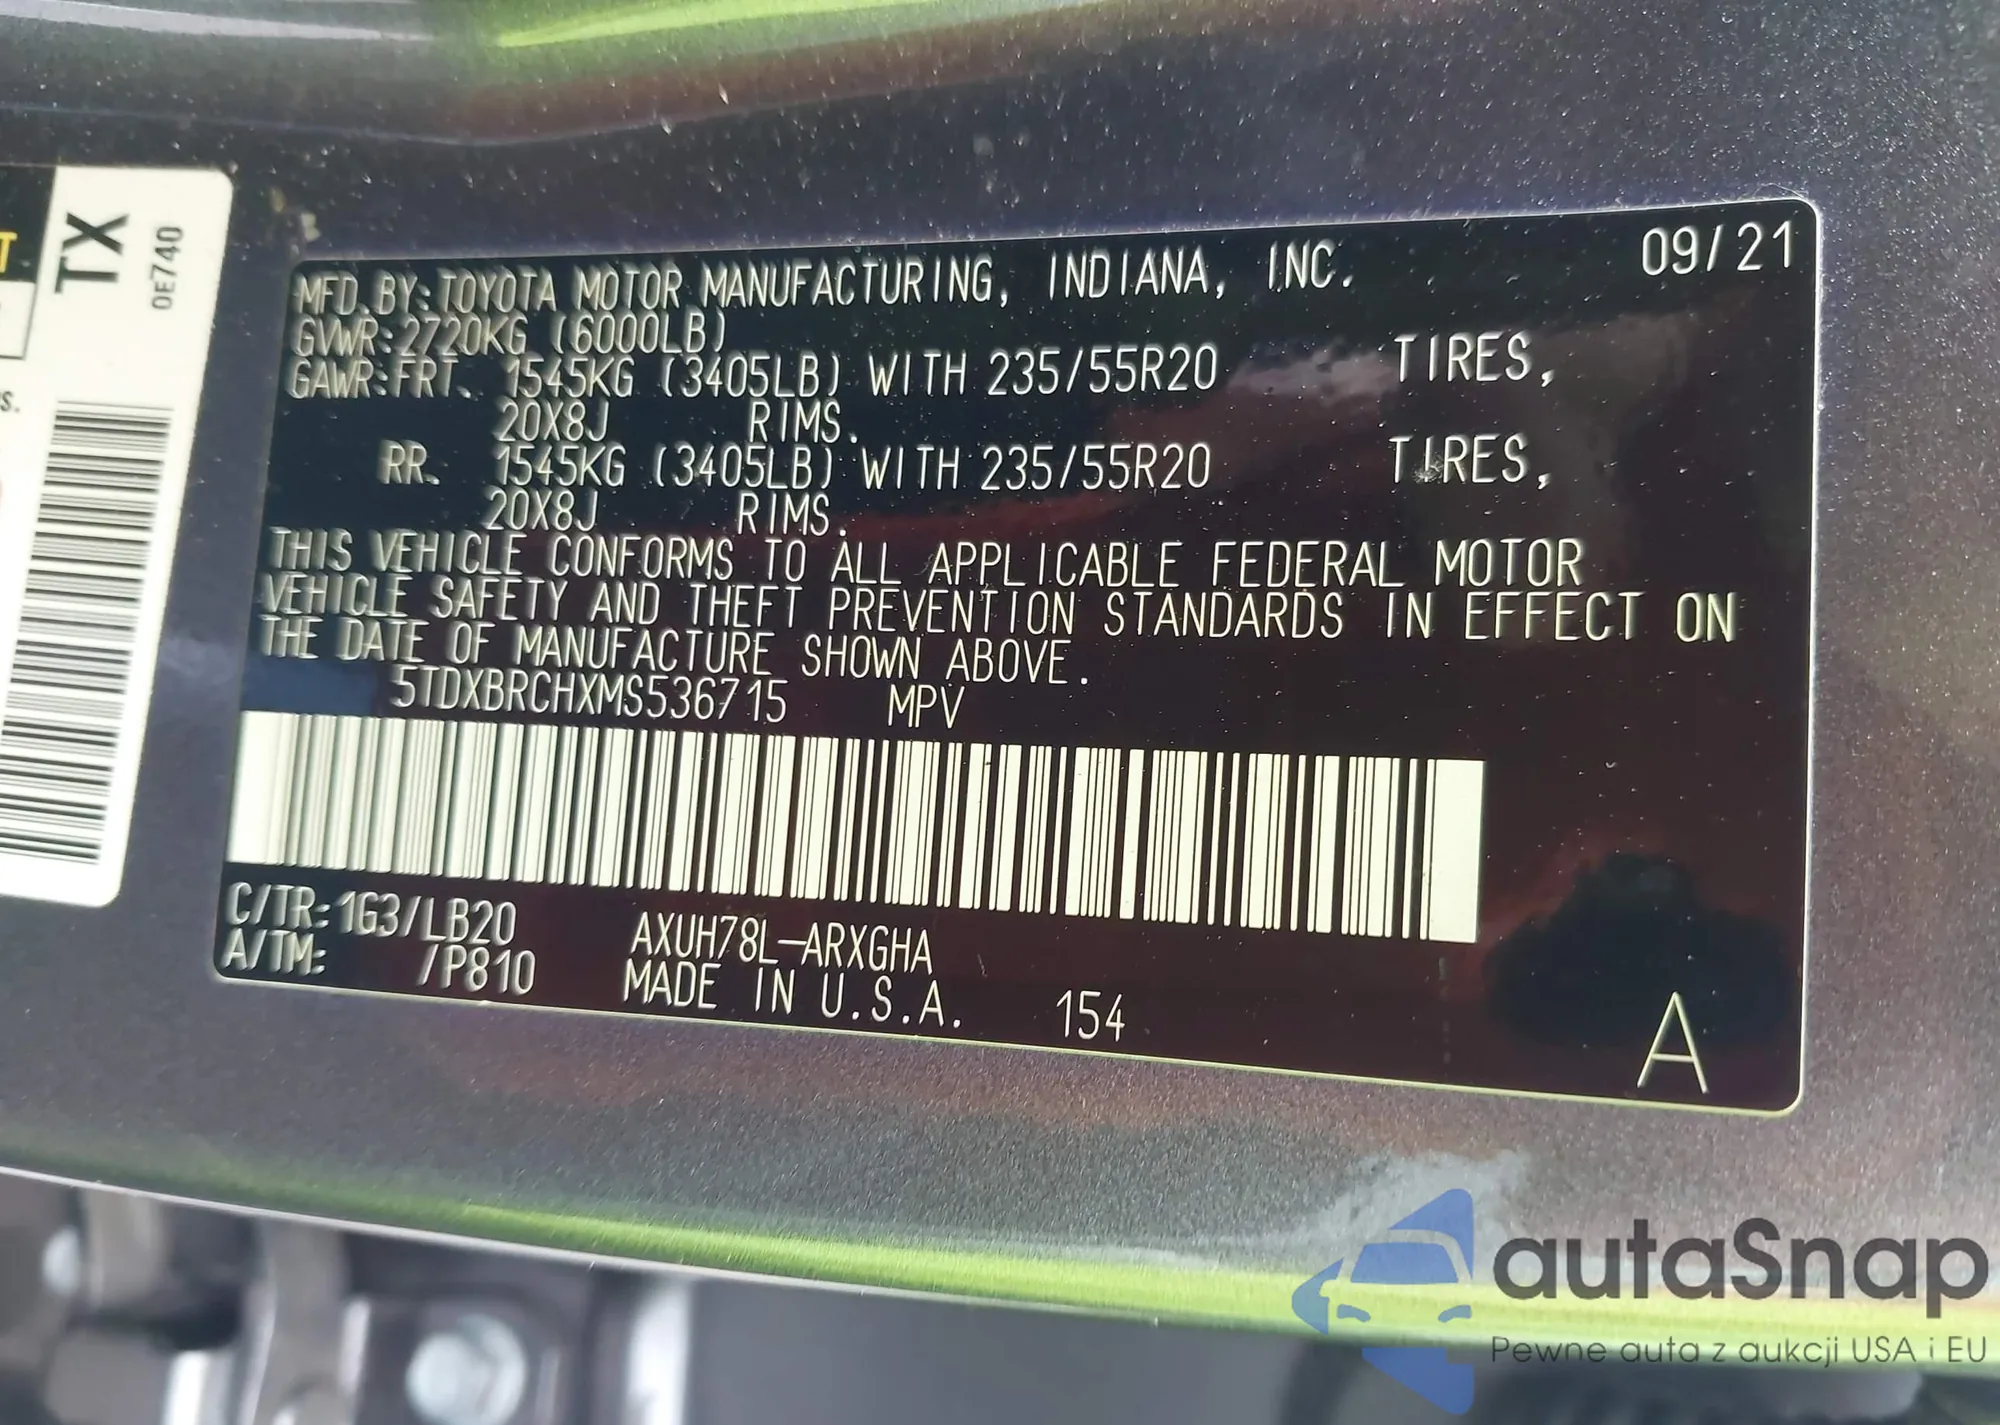 TX
0E740
T
S.
MFD.BY:TOYOTA MOTOR MANUFACTURING, INDIANA, INC. 09/21
GVWR:2720KG (6000LB)
GAWR:FRT. 1545KG (3405LB) WITH 235/55R20 TIRES,
20X8J RIMS.
RR. 1545KG (3405LB) WITH 235/55R20 TIRES,
20X8J RIMS.
THIS VEHICLE CONFORMS TO ALL APPLICABLE FEDERAL MOTOR
VEHICLE SAFETY AND THEFT PREVENTION STANDARDS IN EFFECT ON
THE DATE OF MANUFACTURE SHOWN ABOVE.
5TDXBRCHXMS536715 MPV
C/TR:1G3/LB20 AXUH78L-ARXGHA
A/TM: /P810 MADE IN U.S.A. 154
A
autaSnap
Pewne auta z aukcji USA i EU